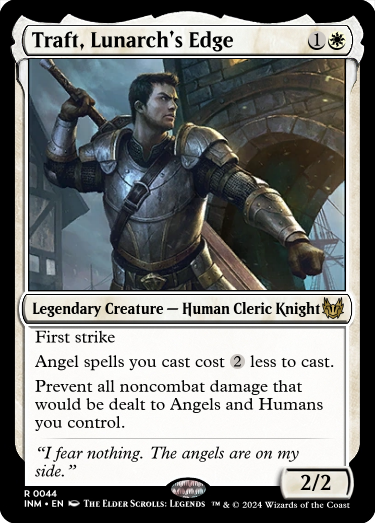 Traft, Lunarch's Edge 1
Legendary Creature — Human Cleric Knight
First strike
Angel spells you cast cost 2 less to cast.
Prevent all noncombat damage that
would be dealt to Angels and Humans
you control.
“I fear nothing. The angels are on my
side.”
2/2
R 0044
INM • EN THE ELDER SCROLLS: LEGENDS ™ & © 2024 Wizards of the Coast